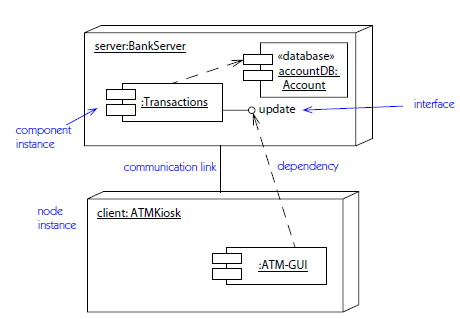 server:BankServer
«database»
accountDB:
Account
:Transactions
update
interface
component
instance
communication link
dependency
node
instance
client: ATMKiosk
:ATM-GUI